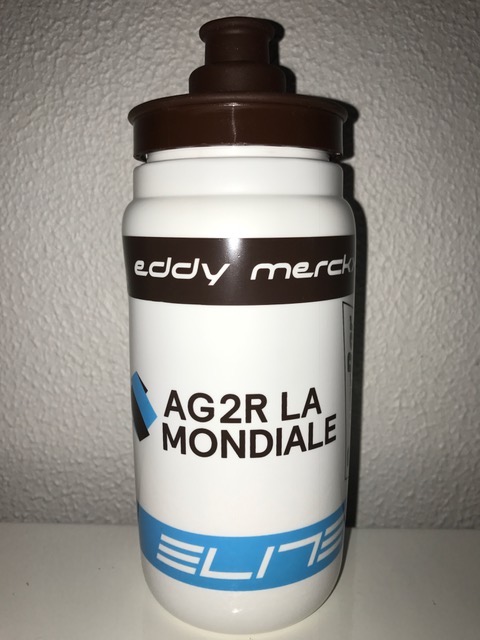 eddy merck
AG2R LA
MONDIALE
ELITE